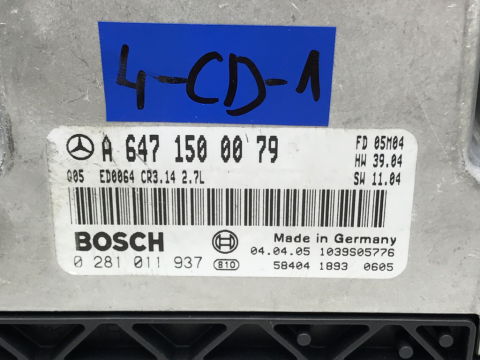 4-CD-1
A 647 150 00 79
FD 05M04
HW 39.04
Q05 ED0064 CR3.14 2.7L
SW 11.04
BOSCH
Made in Germany
04.04.05 1039S05776
0 281 011 937 B10
58404 1893 0605